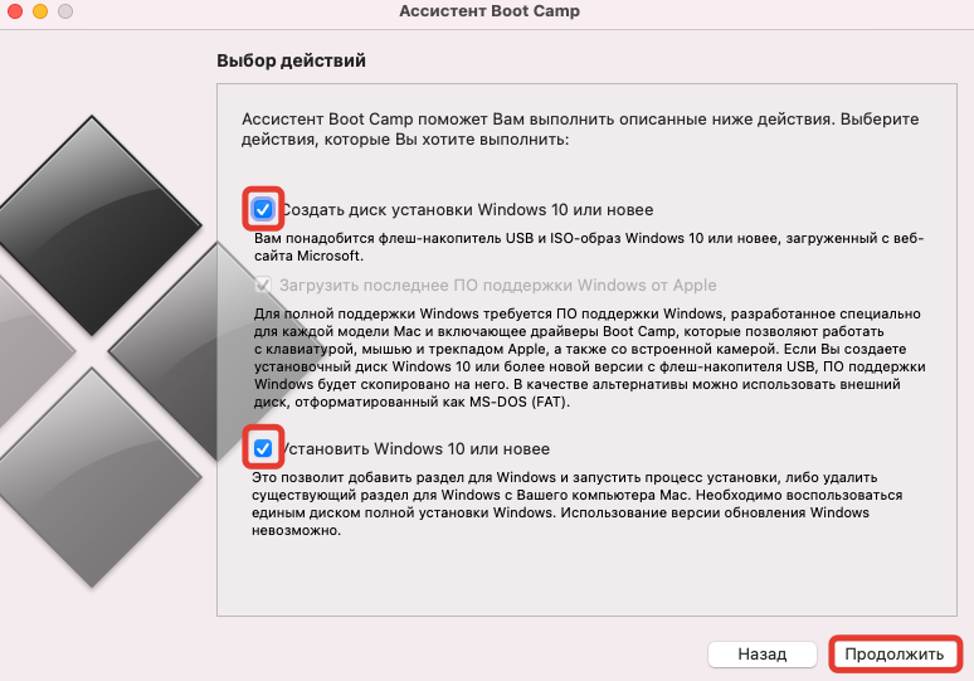 Ассистент Boot Camp
Выбор действий
Ассистент Boot Camp поможет Вам выполнить описанные ниже действия. Выберите
действия, которые Вы хотите выполнить:
Создать диск установки Windows 10 или новее
Вам понадобится флеш-накопитель USB и ISO-образ Windows 10 или новее, загруженный с веб-
сайта Microsoft.
Загрузить последнее ПО поддержки Windows от Apple
Для полной поддержки Windows требуется ПО поддержки Windows, разработанное специально
для каждой модели Mac и включающее драйверы Boot Camp, которые позволяют работать
с клавиатурой, мышью и трекпадом Apple, а также со встроенной камерой. Если Вы создаете
установочный диск Windows 10 или более новой версии с флеш-накопителя USB, ПО поддержки
Windows будет скопировано на него. В качестве альтернативы можно использовать внешний
диск, отформатированный как MS-DOS (FAT).
Установить Windows 10 или новее
Это позволит добавить раздел для Windows и запустить процесс установки, либо удалить
существующий раздел для Windows с Вашего компьютера Mac. Необходимо воспользоваться
единым диском полной установки Windows. Использование версии обновления Windows
невозможно.
Назад
Продолжить